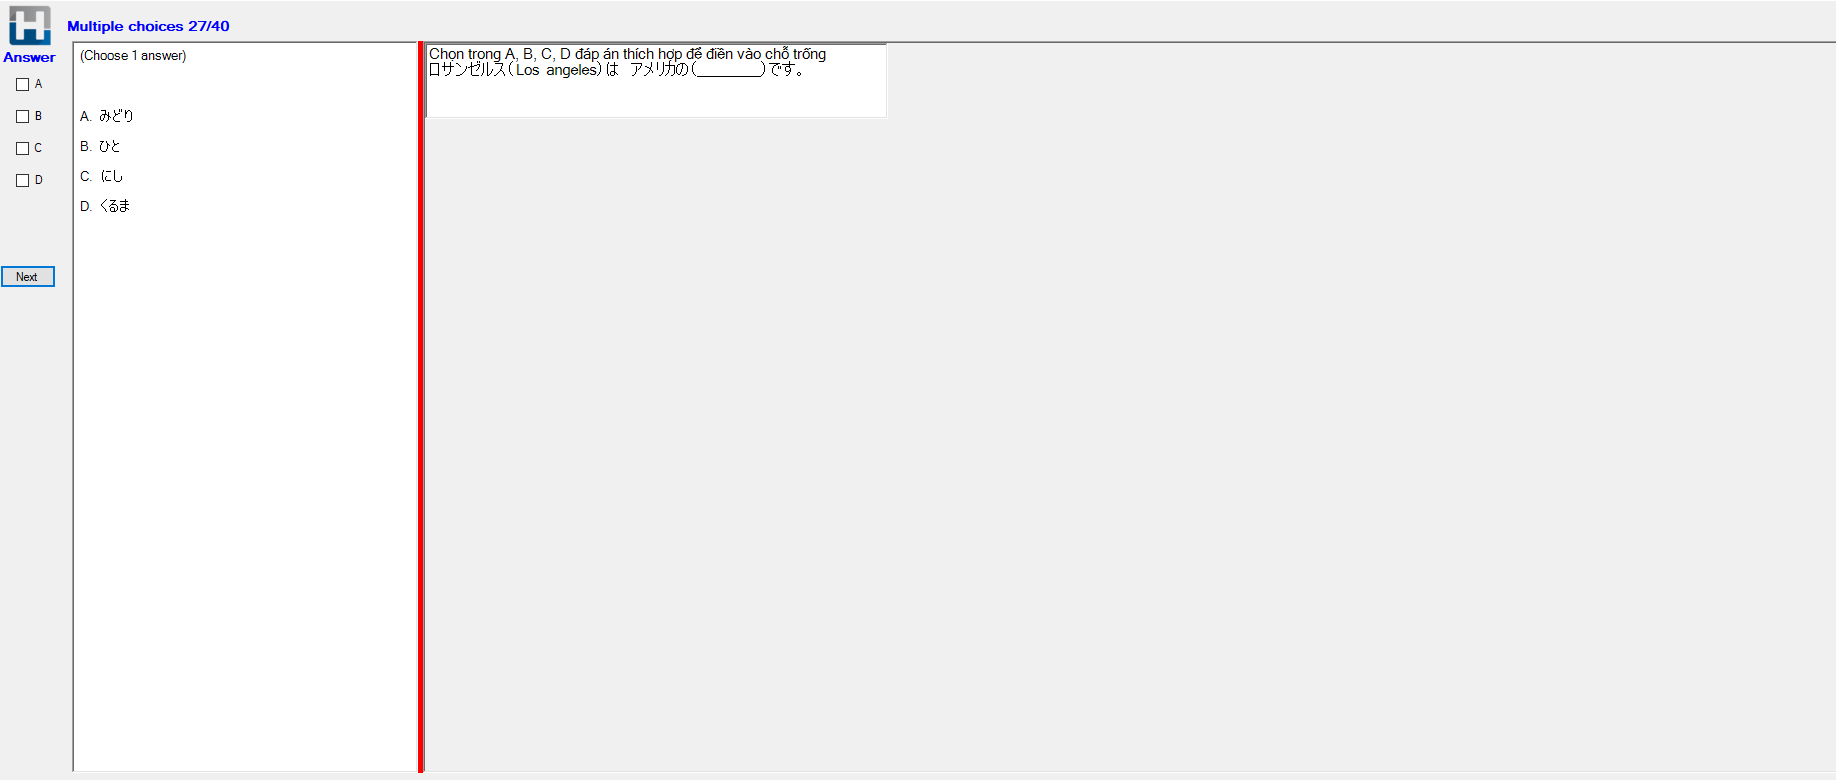 Multiple choices 27/40
Answer
A
B
C
D
Next
(Choose 1 answer)
A. みどり
B. ひと
C. にし
D. くるま
Chọn trong A, B, C, D đáp án thích hợp để điền vào chỗ trống
ロサンゼルス(Los angeles)は アメリカの(________)です。